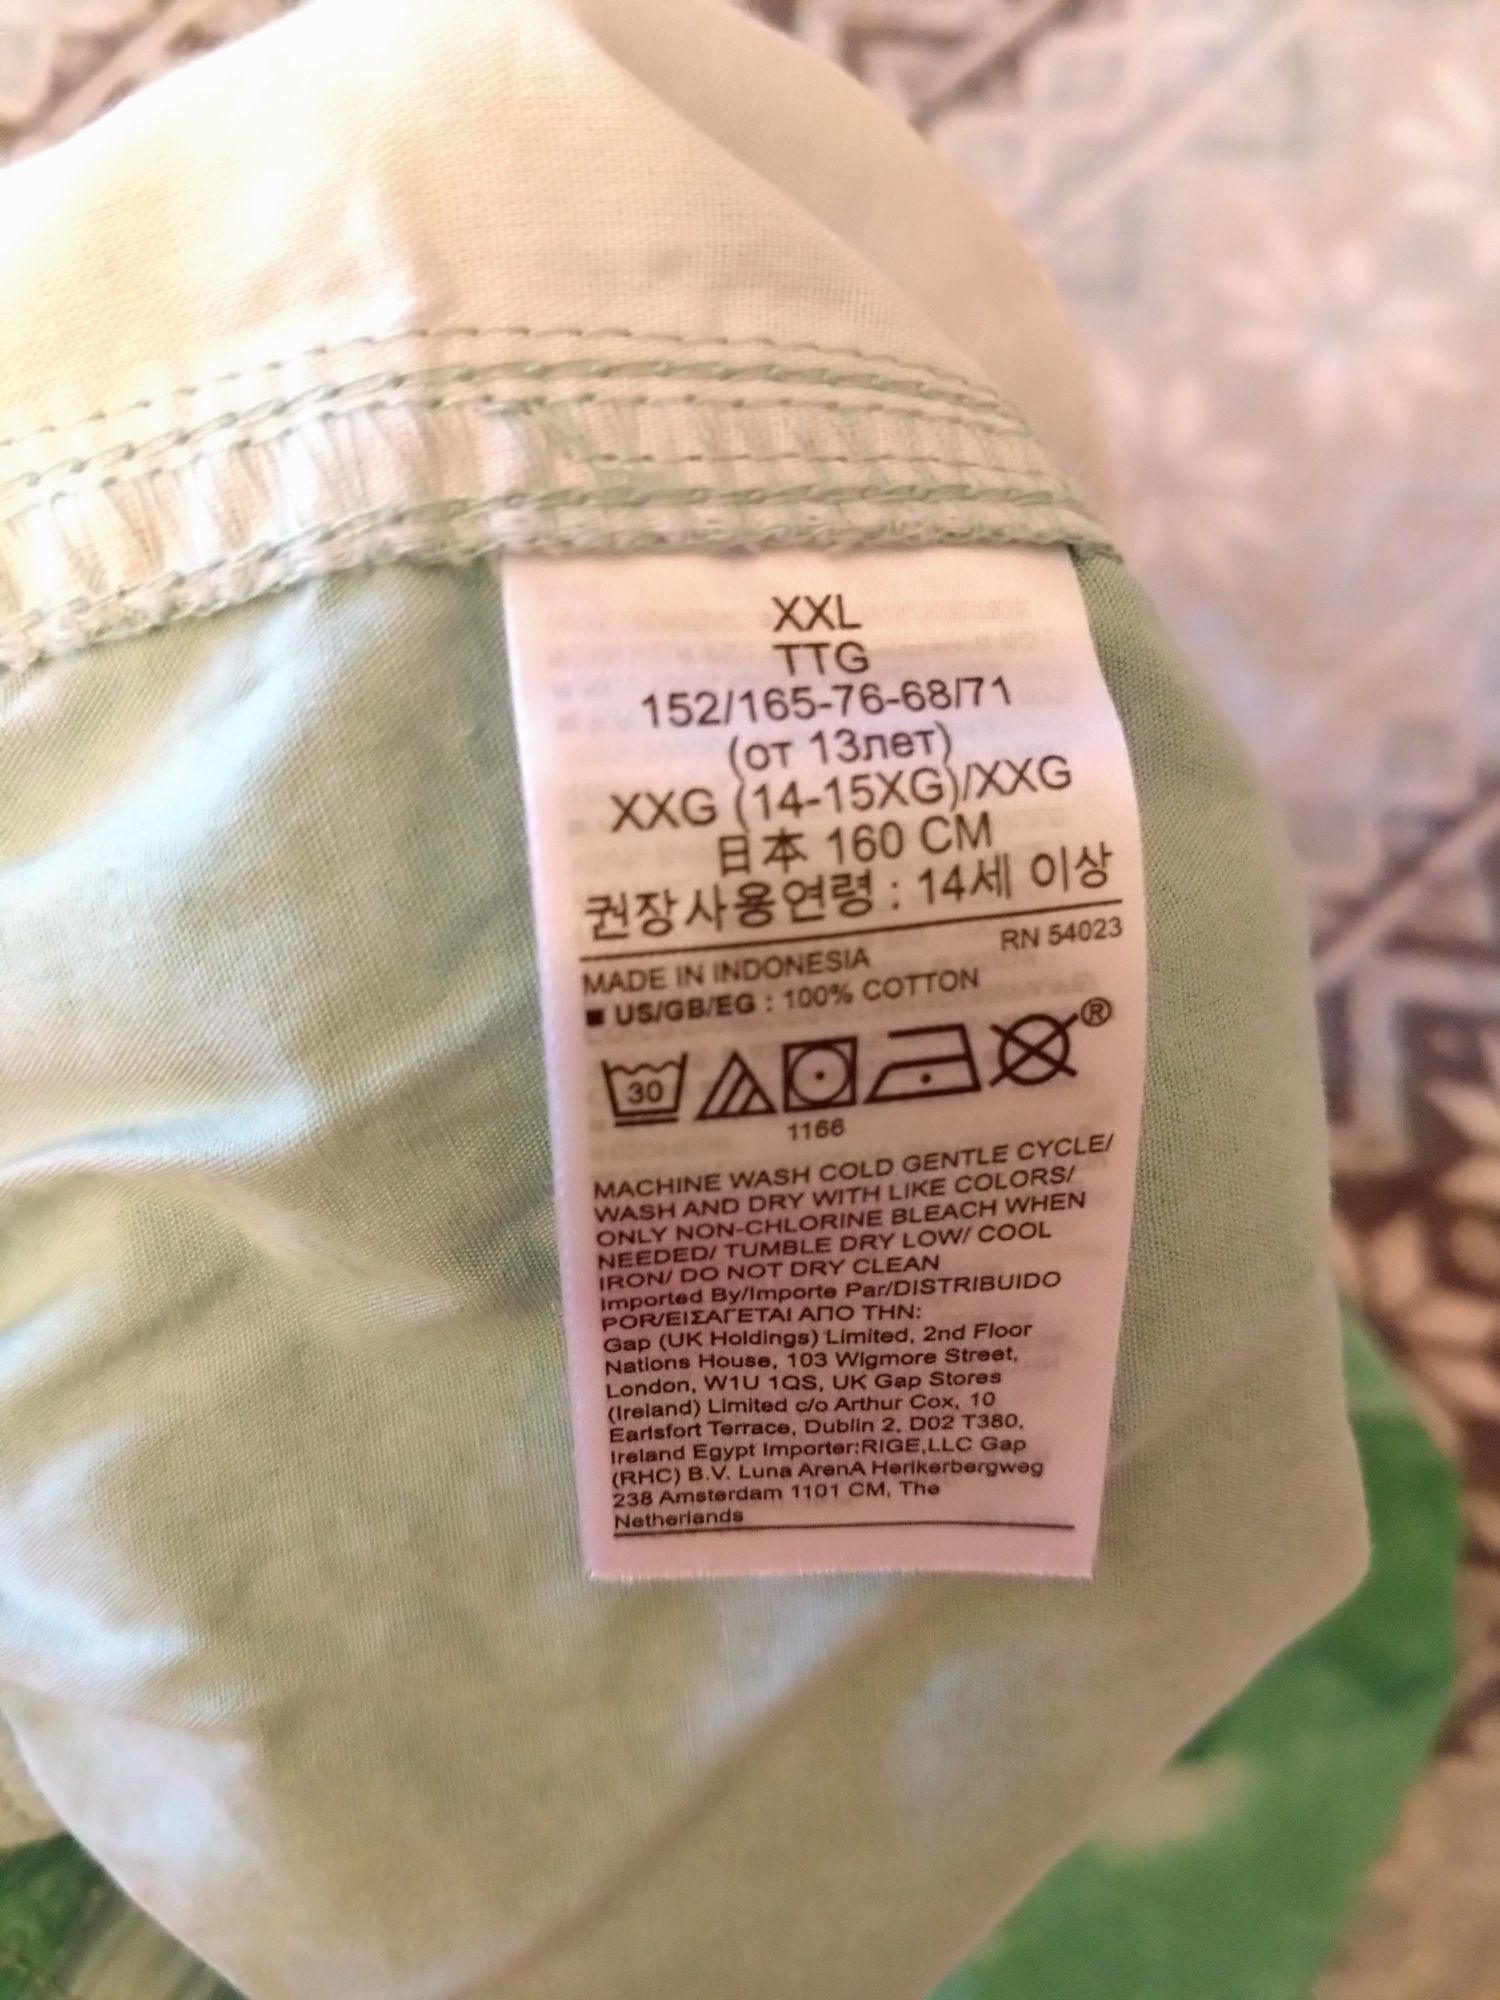 XXL
TTG
152/165-76-68/71
(от 13лет)
XXG (14-15XG)/XXG
日本 160 CM
권장사용연령 : 14세 이상
RN 54023
MADE IN INDONESIA
■ US/GB/EG : 100% COTTON
30
®
1166
MACHINE WASH COLD GENTLE CYCLE/
WASH AND DRY WITH LIKE COLORS/
ONLY NON-CHLORINE BLEACH WHEN
NEEDED/ TUMBLE DRY LOW/ COOL
IRON/ DO NOT DRY CLEAN
Imported By/Importe Par/DISTRIBUIDO
POR/ΕΙΣΑΓΕΤΑΙ ΑΠΟ ΤΗΝ:
Gap (UK Holdings) Limited, 2nd Floor
Nations House, 103 Wigmore Street,
London, W1U 1QS, UK Gap Stores
(Ireland) Limited c/o Arthur Cox, 10
Earlsfort Terrace, Dublin 2, D02 T380,
Ireland Egypt Importer:RIGE,LLC Gap
(RHC) B.V. Luna ArenA Herikerbergweg
238 Amsterdam 1101 CM, The
Netherlands